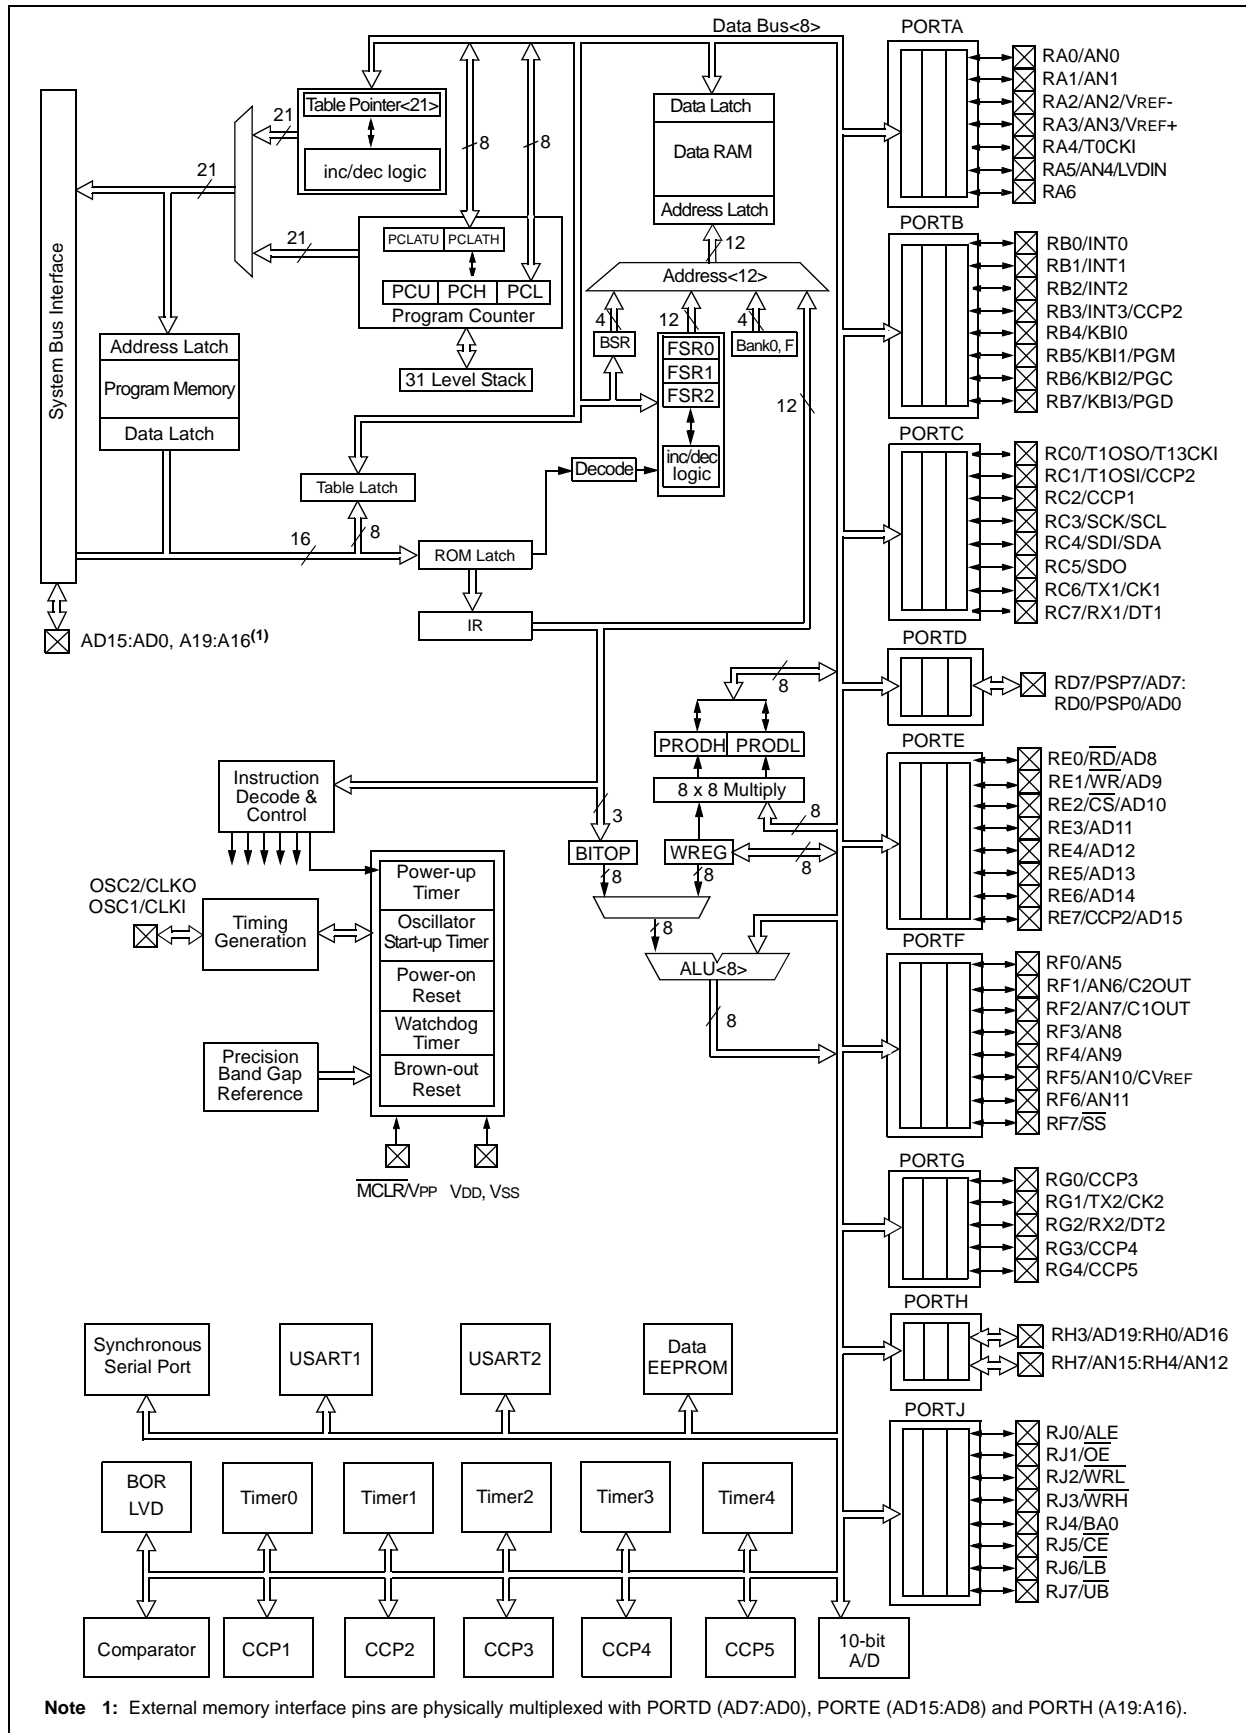 Data Bus<8>
PORTA
RA0/AN0
RA1/AN1
RA2/AN2/VREF-
RA3/AN3/VREF+
RA4/T0CKI
RA5/AN4/LVDIN
RA6
PORTB
RB0/INT0
RB1/INT1
RB2/INT2
RB3/INT3/CCP2
RB4/KBI0
RB5/KBI1/PGM
RB6/KBI2/PGC
RB7/KBI3/PGD
PORTC
RC0/T1OSO/T13CKI
RC1/T1OSI/CCP2
RC2/CCP1
RC3/SCK/SCL
RC4/SDI/SDA
RC5/SDO
RC6/TX1/CK1
RC7/RX1/DT1
PORTD
RD7/PSP7/AD7:
RD0/PSP0/AD0
PORTE
RE0/RD/AD8
RE1/WR/AD9
RE2/CS/AD10
RE3/AD11
RE4/AD12
RE5/AD13
RE6/AD14
RE7/CCP2/AD15
PORTF
RF0/AN5
RF1/AN6/C2OUT
RF2/AN7/C1OUT
RF3/AN8
RF4/AN9
RF5/AN10/CVREF
RF6/AN11
RF7/SS
PORTG
RG0/CCP3
RG1/TX2/CK2
RG2/RX2/DT2
RG3/CCP4
RG4/CCP5
PORTH
RH3/AD19:RH0/AD16
RH7/AN15:RH4/AN12
PORTJ
RJ0/ALE
RJ1/OE
RJ2/WRL
RJ3/WRH
RJ4/BA0
RJ5/CE
RJ6/LB
RJ7/UB
System Bus Interface
21
21
21
Table Pointer<21>
inc/dec logic
8
8
PCLATU
PCLATH
PCU
PCH
PCL
Program Counter
31 Level Stack
Address Latch
Program Memory
Data Latch
Data Latch
Data RAM
Address Latch
12
Address<12>
4
12
4
BSR
FSR0
FSR1
FSR2
inc/dec
logic
Bank0, F
12
Decode
Table Latch
16
8
ROM Latch
IR
AD15:AD0, A19:A16(1)
8
PRODH
PRODL
8 x 8 Multiply
8
3
BITOP
WREG
8
8
8
8
ALU<8>
8
Instruction
Decode &
Control
OSC2/CLKO
OSC1/CLKI
Timing
Generation
Power-up
Timer
Oscillator
Start-up Timer
Power-on
Reset
Watchdog
Timer
Brown-out
Reset
Precision
Band Gap
Reference
MCLR/VPP
VDD, VSS
Synchronous
Serial Port
USART1
USART2
Data
EEPROM
BOR
LVD
Timer0
Timer1
Timer2
Timer3
Timer4
Comparator
CCP1
CCP2
CCP3
CCP4
CCP5
10-bit
A/D
Note 1: External memory interface pins are physically multiplexed with PORTD (AD7:AD0), PORTE (AD15:AD8) and PORTH (A19:A16).